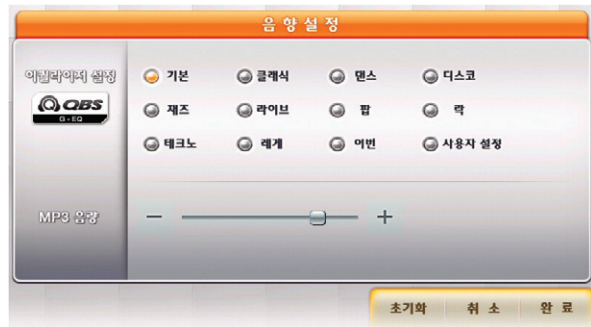 음향설정
이퀄라이저 설정
기본 클래식 댄스 디스코
QBS
G-EQ
재즈 라이브 팝 락
테크노 레게 어번 사용자 설정
MP3 음량
초기화 취소 완료